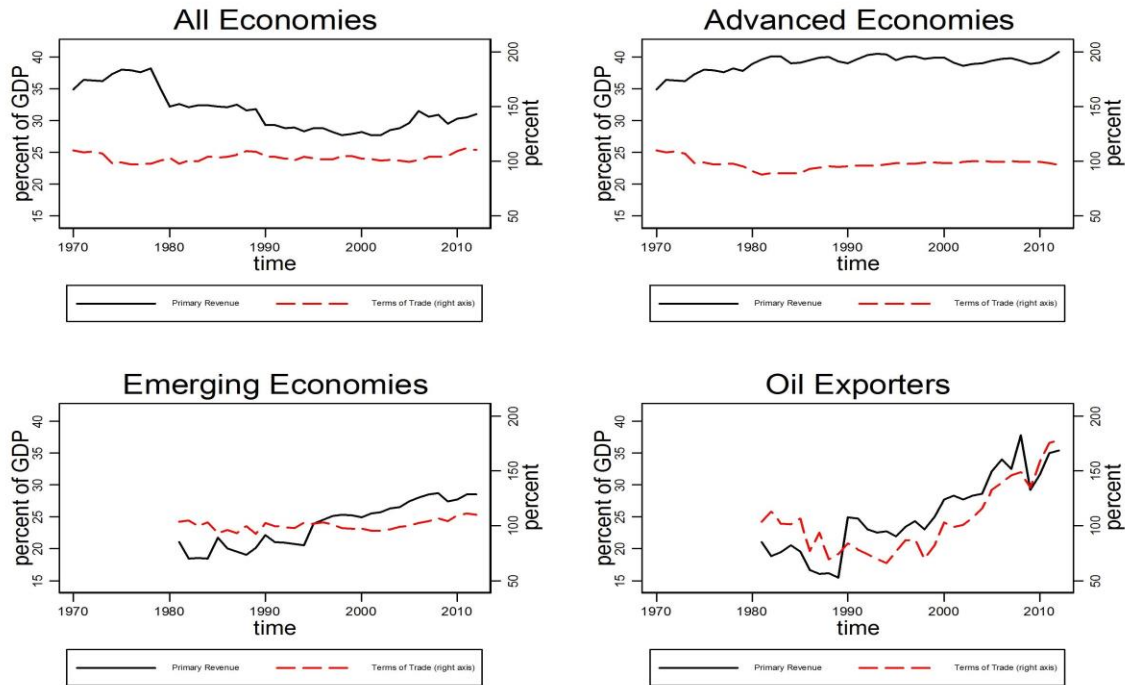 All Economies
percent of GDP
40
35
30
25
20
15
200
150
100
50
percent
1970
1980
1990
2000
2010
time
Primary Revenue
Terms of Trade (right axis)
Advanced Economies
percent of GDP
40
35
30
25
20
15
200
150
100
50
percent
1970
1980
1990
2000
2010
time
Primary Revenue
Terms of Trade (right axis)
Emerging Economies
percent of GDP
40
35
30
25
20
15
200
150
100
50
percent
1970
1980
1990
2000
2010
time
Primary Revenue
Terms of Trade (right axis)
Oil Exporters
percent of GDP
40
35
30
25
20
15
200
150
100
50
percent
1970
1980
1990
2000
2010
time
Primary Revenue
Terms of Trade (right axis)